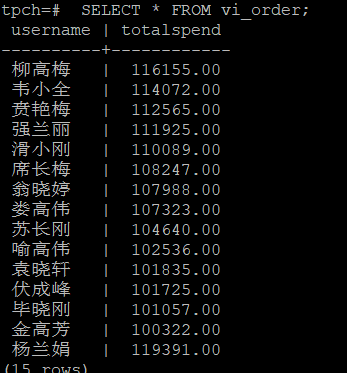 tpch=#  SELECT * FROM vi_order;
 username | totalspend
----------+------------
 柳高梅   |  116155.00
 韦小全   |  114072.00
 贲艳梅   |  112565.00
 强兰丽   |  111925.00
 滑小刚   |  110089.00
 席长梅   |  108247.00
 翁晓婷   |  107988.00
 娄高伟   |  107323.00
 苏长刚   |  104640.00
 喻高伟   |  102536.00
 袁晓轩   |  101835.00
 伏成峰   |  101725.00
 毕晓刚   |  101057.00
 金高芳   |  100322.00
 杨兰娟   |  119391.00
(15 rows)